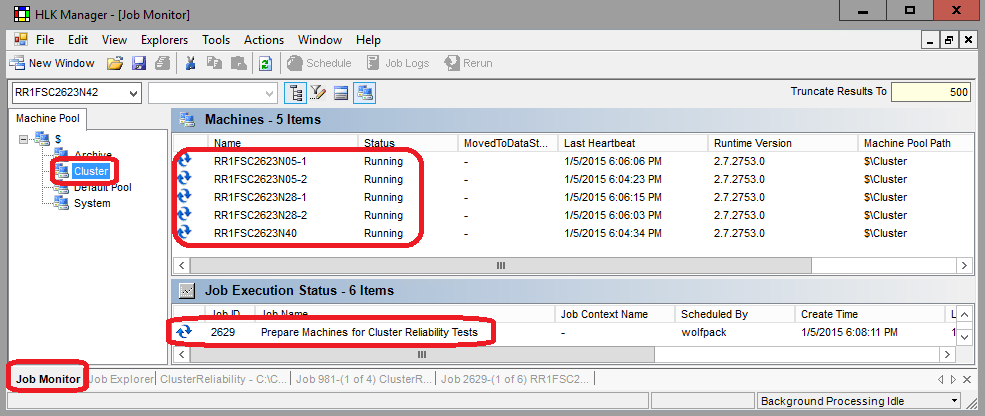 HLK Manager - [Job Monitor]
File Edit View Explorers Tools Actions Window Help
New Window Schedule Job Logs Rerun
RR1FSC2623N42 Truncate Results To 500
Machine Pool
$
Archive
Cluster
Default Pool
System
Machines - 5 Items
Name Status MovedToDataSt... Last Heartbeat Runtime Version Machine Pool Path
RR1FSC2623N05-1 Running - 1/5/2015 6:06:06 PM 2.7.2753.0 $\Cluster
RR1FSC2623N05-2 Running - 1/5/2015 6:04:23 PM 2.7.2753.0 $\Cluster
RR1FSC2623N28-1 Running - 1/5/2015 6:06:15 PM 2.7.2753.0 $\Cluster
RR1FSC2623N28-2 Running - 1/5/2015 6:06:03 PM 2.7.2753.0 $\Cluster
RR1FSC2623N40 Running - 1/5/2015 6:04:34 PM 2.7.2753.0 $\Cluster
Job Execution Status - 6 Items
Job ID Job Name Job Context Name Scheduled By Create Time L
2629 Prepare Machines for Cluster Reliability Tests - wolfpack 1/5/2015 6:08:11 PM 1
Job Monitor Job Explorer ClusterReliability - C:\C... Job 981-(1 of 4) ClusterR... Job 2629-(1 of 6) RR1FSC2...
Background Processing Idle